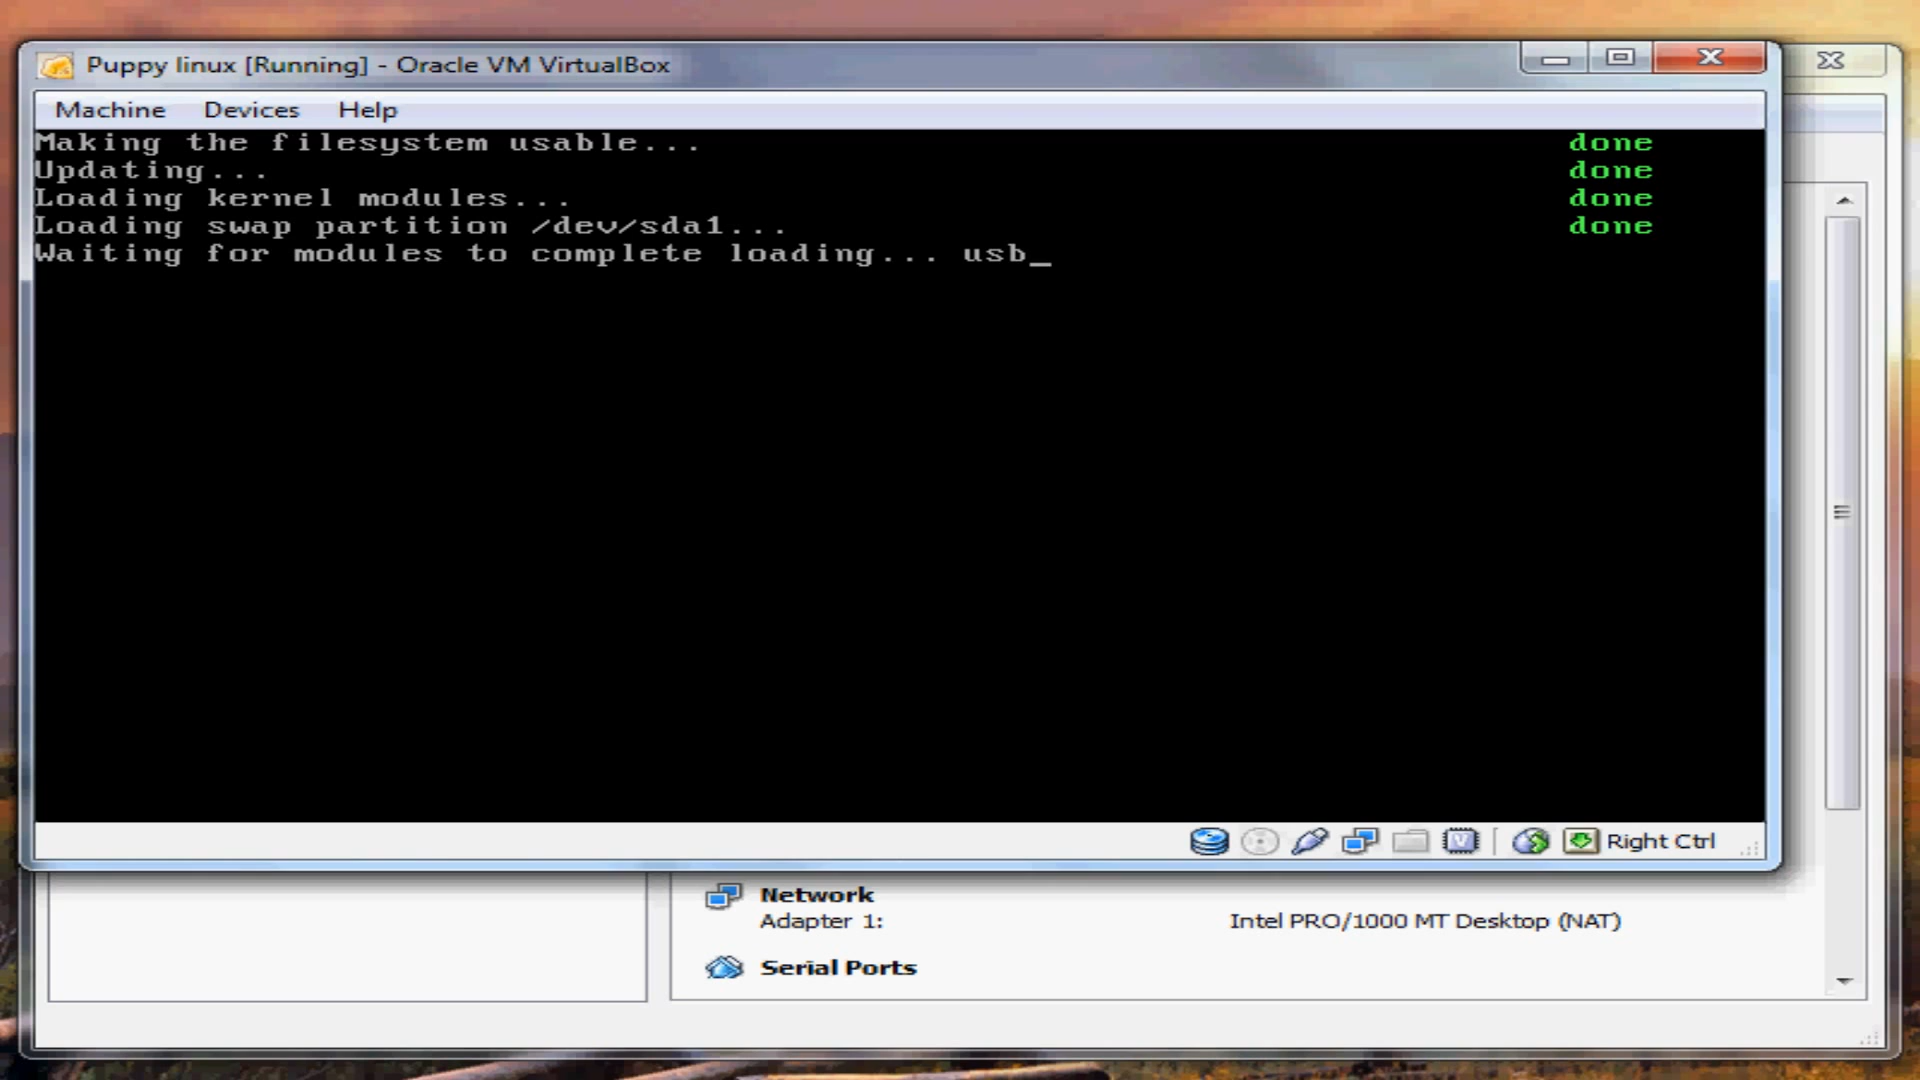 Puppy linux [Running] - Oracle VM VirtualBox
Machine Devices Help
Making the filesystem usable... done
Updating... done
Loading kernel modules... done
Loading swap partition /dev/sda1... done
Waiting for modules to complete loading... usb_
Right Ctrl
Network
Adapter 1: Intel PRO/1000 MT Desktop (NAT)
Serial Ports